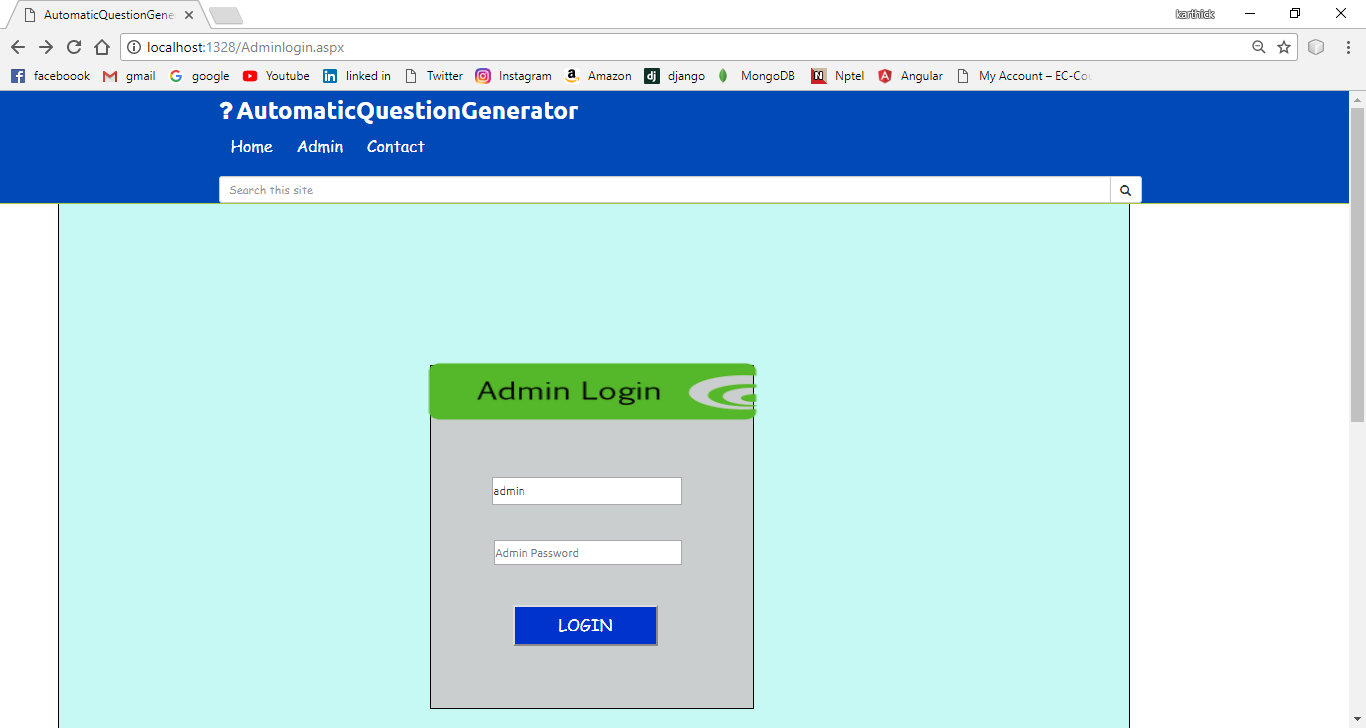 AutomaticQuestionGene
karthick
localhost:1328/Adminlogin.aspx
faceboook gmail google Youtube linked in Twitter Instagram Amazon django MongoDB Nptel Angular My Account – EC-Cou
? AutomaticQuestionGenerator
Home Admin Contact
Search this site
Admin Login
admin
Admin Password
LOGIN